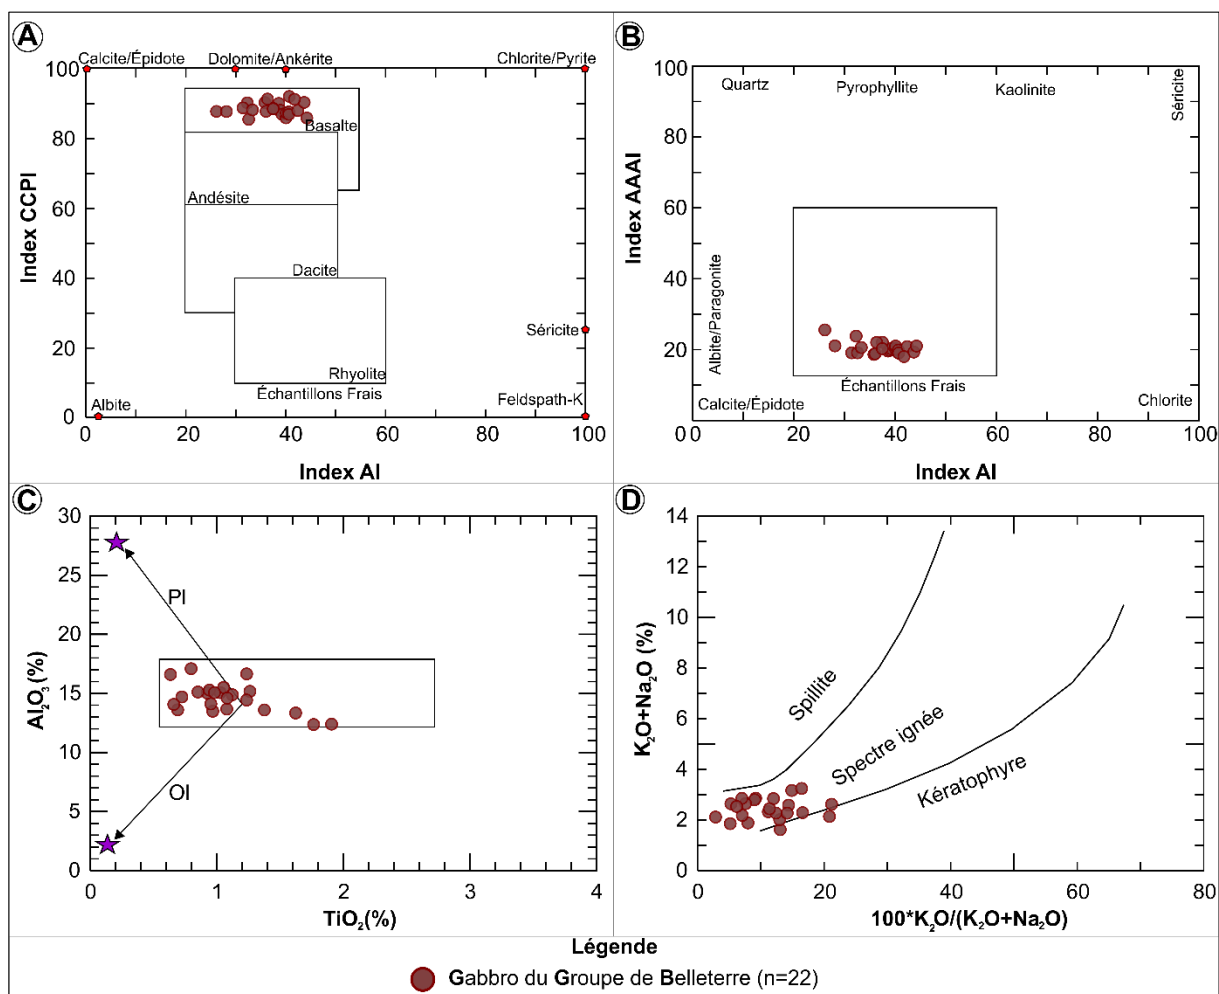 A
Calcite/Épidote
Dolomite/Ankérite
Chlorite/Pyrite
100
80
60
40
20
0
Index CCPI
Basalte
Andésite
Dacite
Rhyolite
Échantillons Frais
Séricite
Albite
Feldspath-K
0 20 40 60 80 100
Index AI
B
100
80
60
40
20
0
Index AAAI
Quartz
Pyrophyllite
Kaolinite
Séricite
Albite/Paragonite
Échantillons Frais
Calcite/Épidote
Chlorite
0 20 40 60 80 100
Index AI
C
30
25
20
15
10
5
0
Al₂O₃(%)
Pl
Ol
0 1 2 3 4
TiO₂(%)
D
14
12
10
8
6
4
2
0
K₂O+Na₂O (%)
Spillite
Spectre ignée
Kératophyre
0 20 40 60 80
100*K₂O/(K₂O+Na₂O)
Légende
Gabbro du Groupe de Belleterre (n=22)